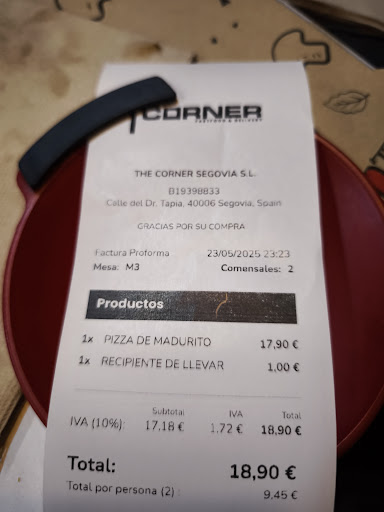 CORNER
THE CORNER SEGOVIA S.L.
B19398833
Calle del Dr. Tapia, 40006 Segovia, Spain
GRACIAS POR SU COMPRA
Factura Proforma 23/05/2025 23:23
Mesa: M3 Comensales: 2
Productos
1x PIZZA DE MADURITO 17,90 €
1x RECIPIENTE DE LLEVAR 1,00 €
Subtotal IVA Total
IVA (10%): 17,18 € 1,72 € 18,90 €
Total: 18,90 €
Total por persona (2) : 9,45 €